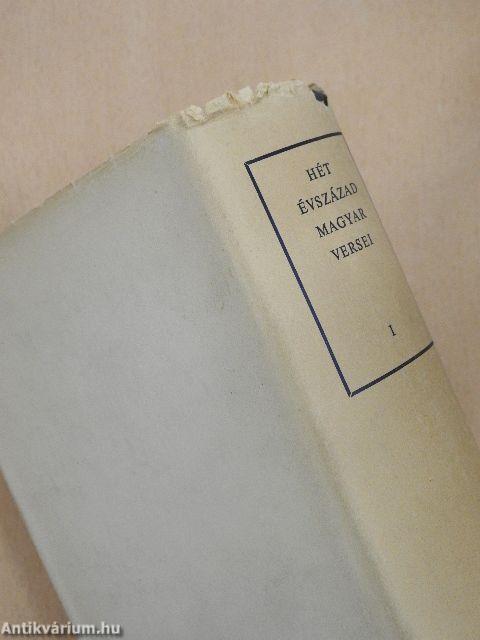 HÉT
ÉVSZÁZAD
MAGYAR
VERSEI
I
Antikvárium.hu